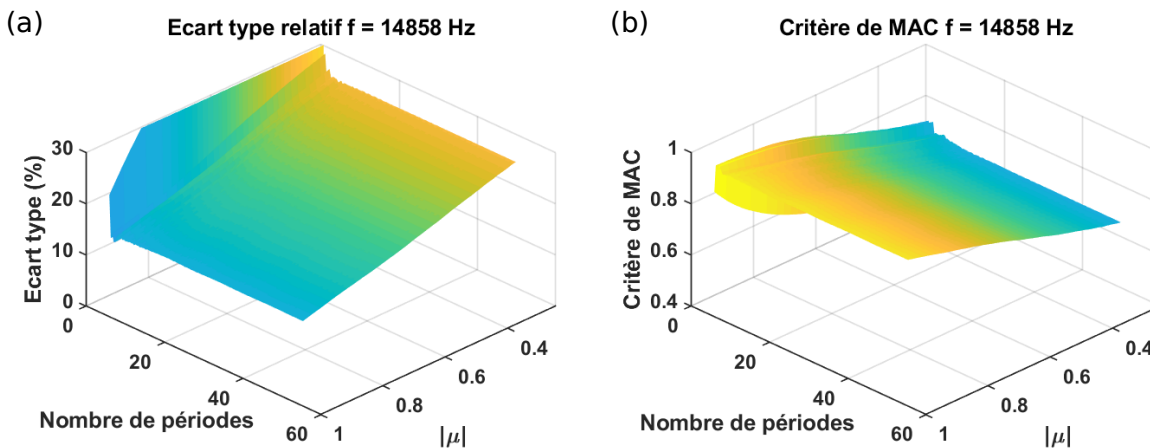 (a)
Ecart type relatif f = 14858 Hz
30
20
10
0
Ecart type (%)
0
20
40
60
Nombre de périodes
1
0.8
0.6
0.4
|μ|
(b)
Critère de MAC f = 14858 Hz
1
0.8
0.6
0.4
Critère de MAC
0
20
40
60
Nombre de périodes
1
0.8
0.6
0.4
|μ|